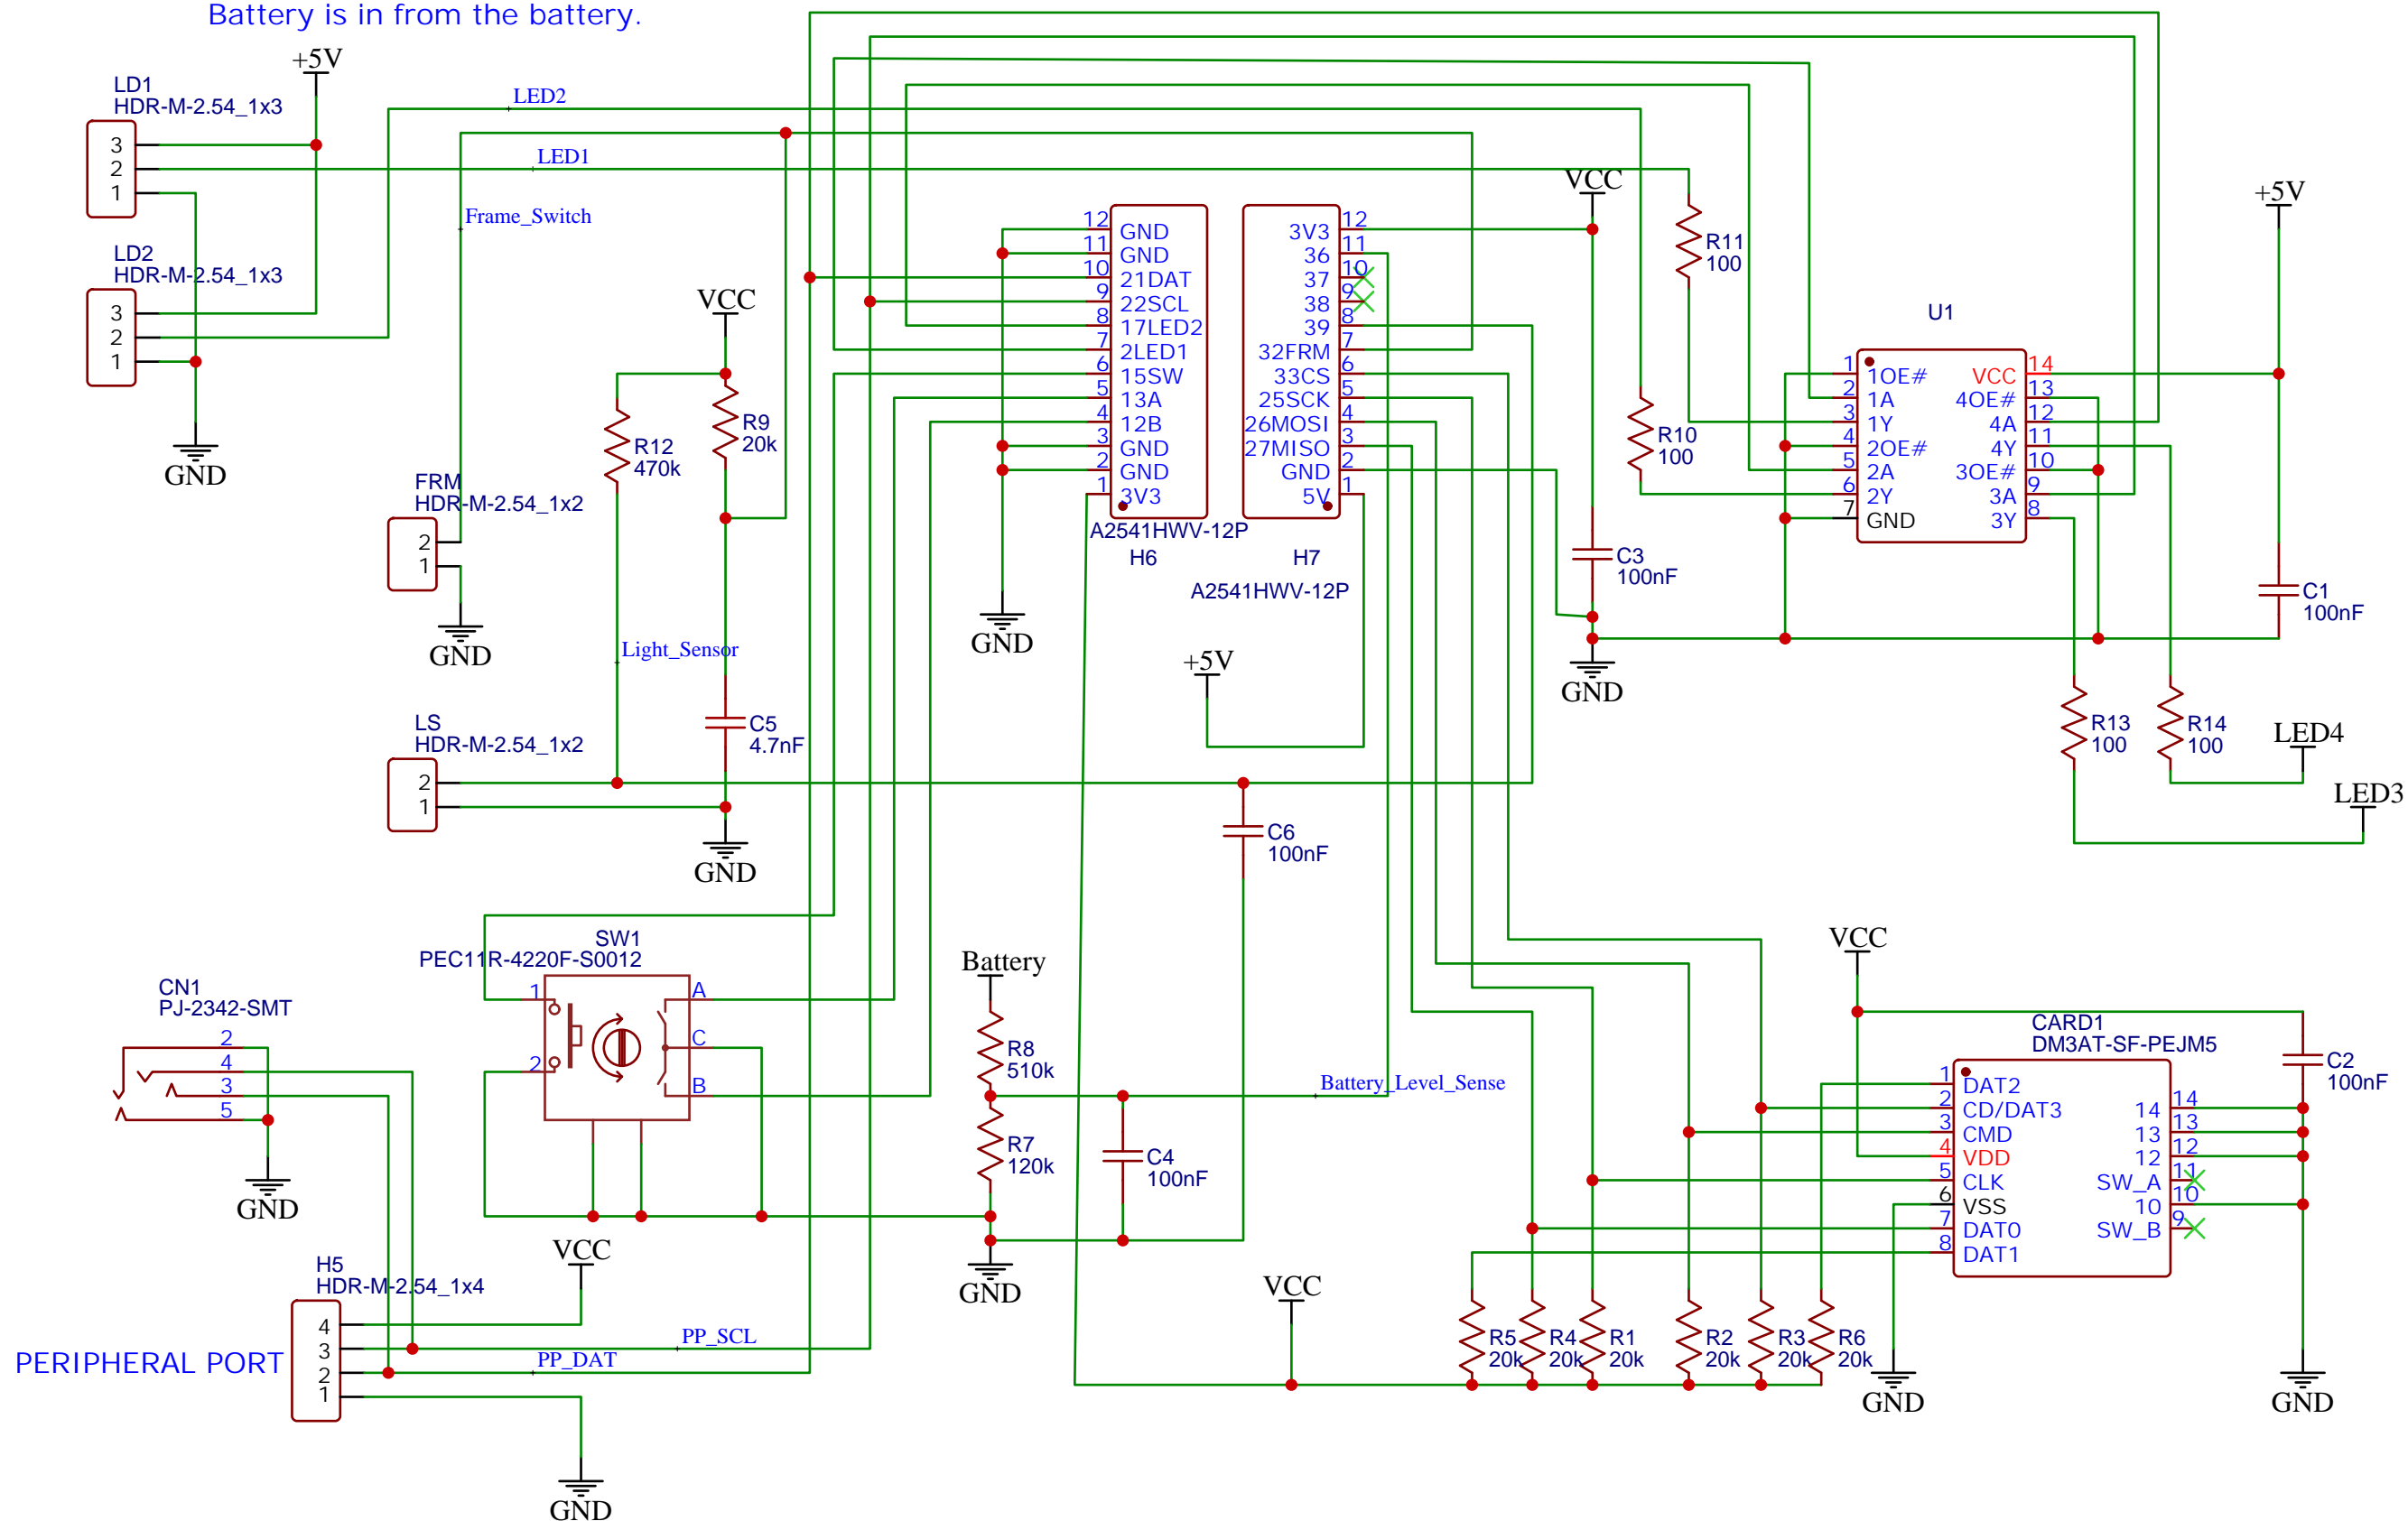 Battery is in from the battery.
+5V
LD1
HDR-M-2.54_1x3
3
2
1
LED2
LED1
Frame_Switch
LD2
HDR-M-2.54_1x3
3
2
1
GND
VCC
R12
470k
R9
20k
FRM
HDR-M-2.54_1x2
2
1
GND
Light_Sensor
LS
HDR-M-2.54_1x2
2
1
C5
4.7nF
GND
12 GND
11 GND
10 21DAT
9 22SCL
8 17LED2
7 2LED1
6 15SW
5 13A
4 12B
3 GND
2 GND
1 3V3
A2541HWV-12P
H6
GND
3V3 12
36 11
37 10
38 9
39 8
32FRM 7
33CS 6
25SCK 5
26MOSI 4
27MISO 3
GND 2
5V 1
H7
A2541HWV-12P
+5V
VCC
C3
100nF
GND
R11
100
R10
100
U1
1 1OE#
2 1A
3 1Y
4 2OE#
5 2A
6 2Y
7 GND
VCC 14
4OE# 13
4A 12
4Y 11
3OE# 10
3A 9
3Y 8
+5V
C1
100nF
R13
100
R14
100
LED4
LED3
C6
100nF
SW1
PEC11R-4220F-S0012
1
2
A
C
B
CN1
PJ-2342-SMT
2
4
3
5
GND
Battery
R8
510k
Battery_Level_Sense
R7
120k
C4
100nF
GND
VCC
H5
HDR-M-2.54_1x4
4
3
2
1
PERIPHERAL PORT
PP_SCL
PP_DAT
GND
VCC
R5
20k
R4
20k
R1
20k
R2
20k
R3
20k
R6
20k
VCC
CARD1
DM3AT-SF-PEJM5
1 DAT2
2 CD/DAT3
3 CMD
4 VDD
5 CLK
6 VSS
7 DAT0
8 DAT1
14 14
13 13
12 12
SW_A 11
10 10
SW_B 9
C2
100nF
GND
GND